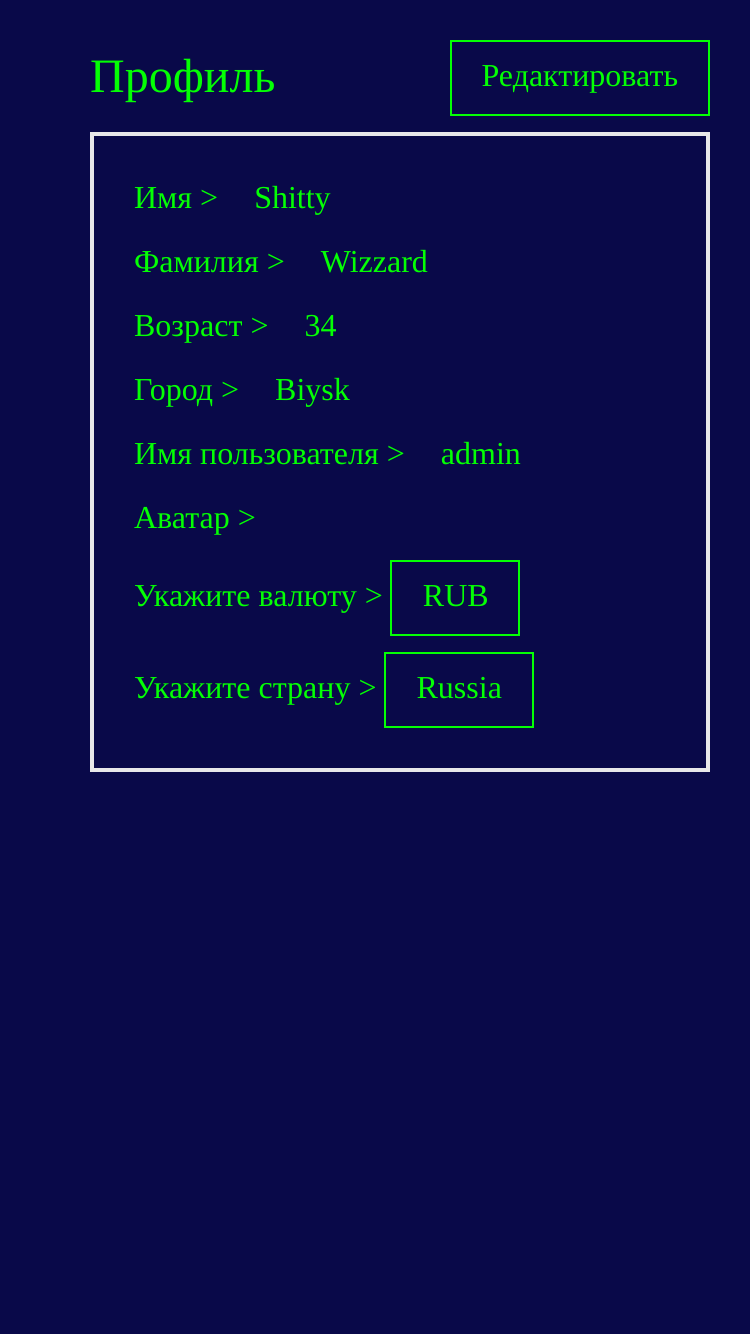 Профиль
Редактировать
Имя > Shitty
Фамилия > Wizzard
Возраст > 34
Город > Biysk
Имя пользователя > admin
Аватар >
Укажите валюту > RUB
Укажите страну > Russia